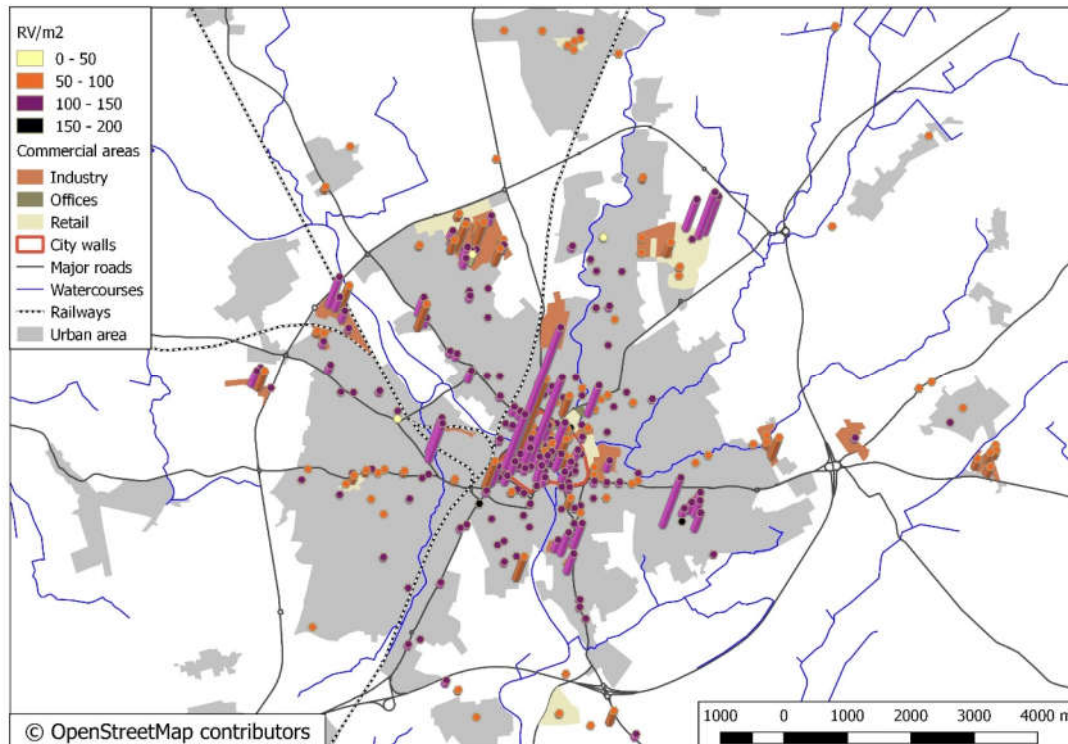 RV/m2
0 - 50
50 - 100
100 - 150
150 - 200
Commercial areas
Industry
Offices
Retail
City walls
Major roads
Watercourses
Railways
Urban area
© OpenStreetMap contributors
1000 0 1000 2000 3000 4000 m